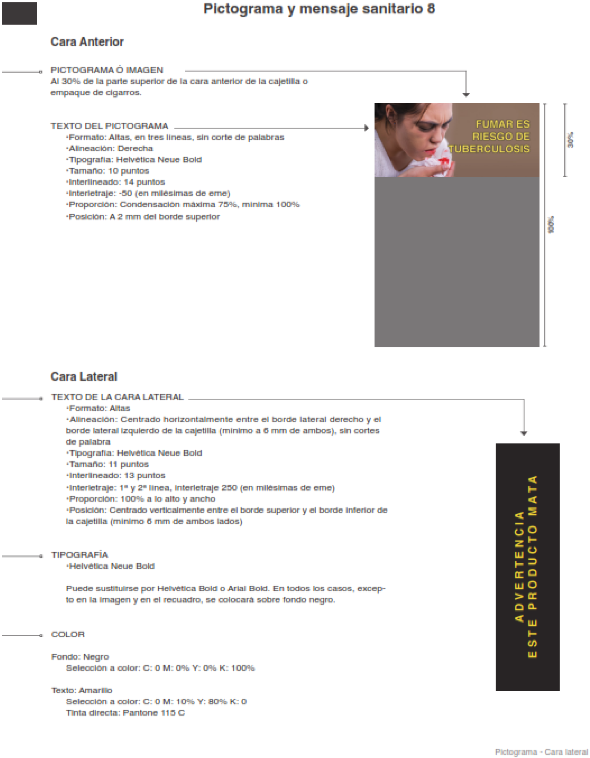 Pictograma y mensaje sanitario 8
Cara Anterior
PICTOGRAMA Ó IMAGEN
Al 30% de la parte superior de la cara anterior de la cajetilla o
empaque de cigarros.
TEXTO DEL PICTOGRAMA
•Formato: Altas, en tres líneas, sin corte de palabras
•Alineación: Derecha
•Tipografía: Helvética Neue Bold
•Tamaño: 10 puntos
•Interlineado: 14 puntos
•Interletraje: -50 (en milésimas de eme)
•Proporción: Condensación máxima 75%, mínima 100%
•Posición: A 2 mm del borde superior
FUMAR ES
RIESGO DE
TUBERCULOSIS
30%
100%
Cara Lateral
TEXTO DE LA CARA LATERAL
•Formato: Altas
•Alineación: Centrado horizontalmente entre el borde lateral derecho y el
borde lateral izquierdo de la cajetilla (mínimo a 6 mm de ambos), sin cortes
de palabra
•Tipografía: Helvética Neue Bold
•Tamaño: 11 puntos
•Interlineado: 13 puntos
•Interletraje: 1ª y 2ª línea, interletraje 250 (en milésimas de eme)
•Proporción: 100% a lo alto y ancho
•Posición: Centrado verticalmente entre el borde superior y el borde inferior de
la cajetilla (mínimo 6 mm de ambos lados)
ADVERTENCIA
ESTE PRODUCTO MATA
TIPOGRAFÍA
•Helvética Neue Bold
Puede sustituirse por Helvética Bold o Arial Bold. En todos los casos, excep-
to en la imagen y en el recuadro, se colocará sobre fondo negro.
COLOR
Fondo: Negro
Selección a color: C: 0 M: 0% Y: 0% K: 100%
Texto: Amarillo
Selección a color: C: 0 M: 10% Y: 80% K: 0
Tinta directa: Pantone 115 C
Pictograma - Cara lateral